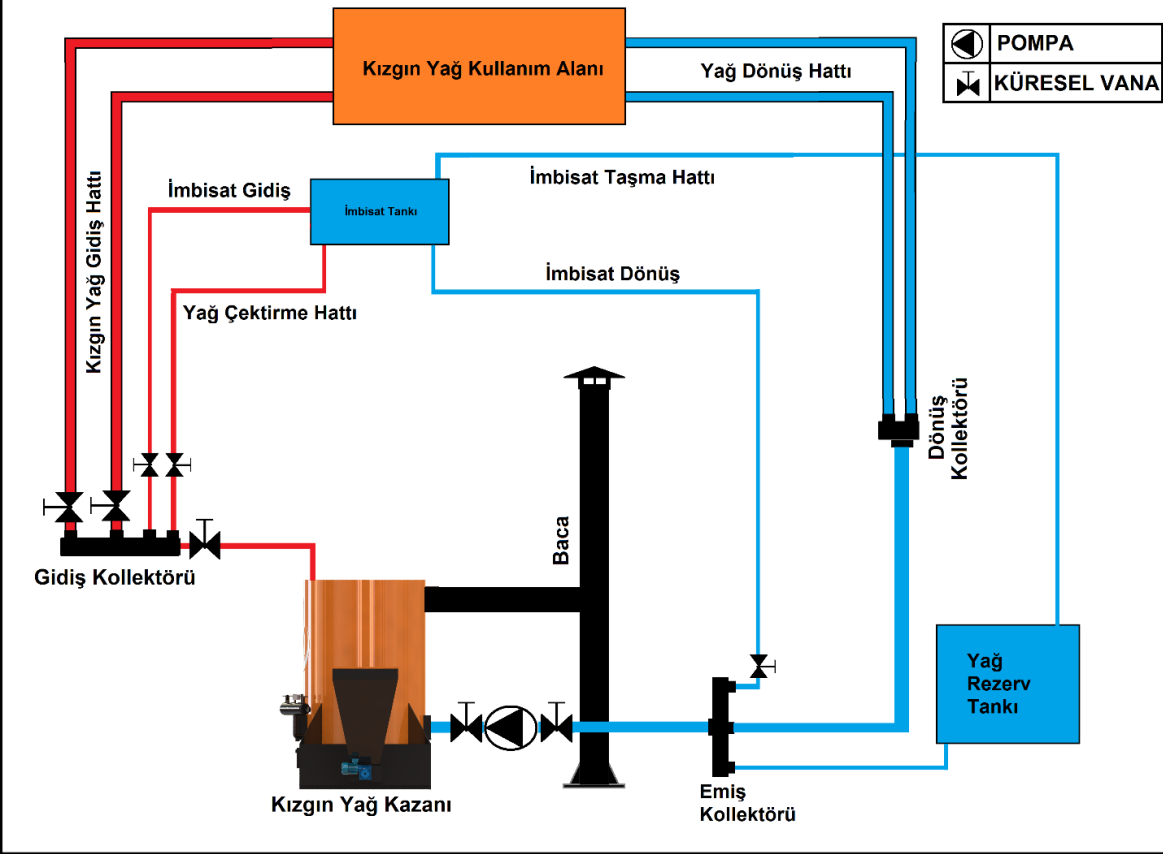 Kızgın Yağ Kullanım Alanı
Yağ Dönüş Hattı
POMPA
KÜRESEL VANA
İmbisat Taşma Hattı
İmbisat Gidiş
İmbisat Tankı
İmbisat Dönüş
Yağ Çektirme Hattı
Kızgın Yağ Gidiş Hattı
Dönüş
Kollektörü
Baca
Gidiş Kollektörü
Yağ
Rezerv
Tankı
Kızgın Yağ Kazanı
Emiş
Kollektörü